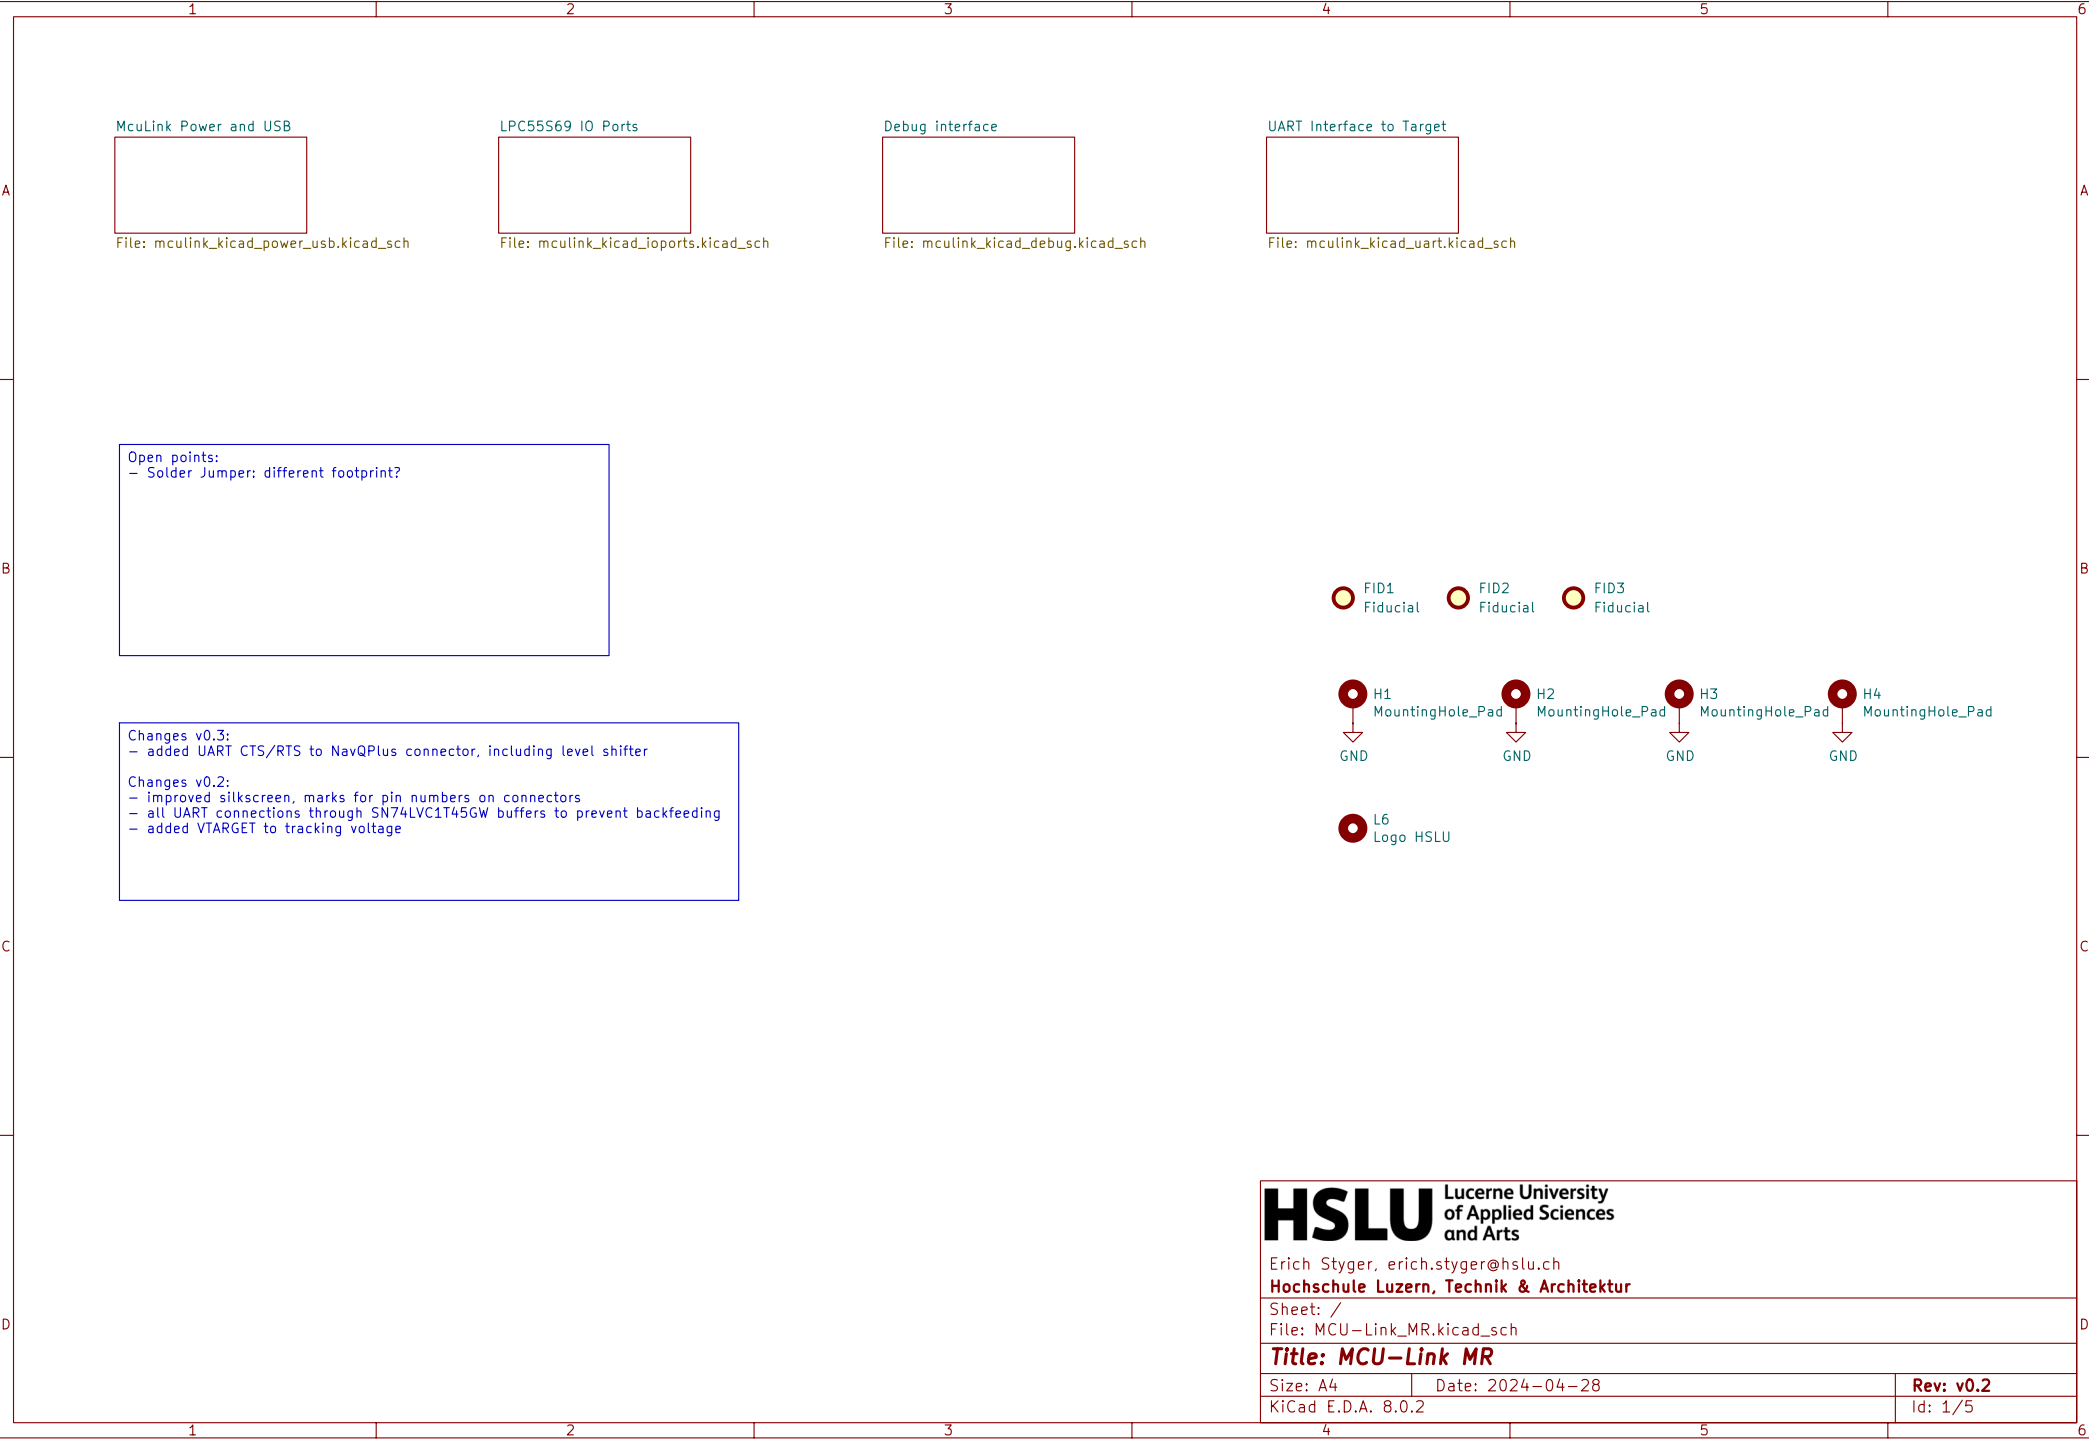 1 2 3 4 5 6
McuLink Power and USB
File: mculink_kicad_power_usb.kicad_sch
LPC55S69 IO Ports
File: mculink_kicad_ioports.kicad_sch
Debug interface
File: mculink_kicad_debug.kicad_sch
UART Interface to Target
File: mculink_kicad_uart.kicad_sch
A A
Open points:
- Solder Jumper: different footprint?
B B
FID1
Fiducial
FID2
Fiducial
FID3
Fiducial
H1
MountingHole_Pad
GND
H2
MountingHole_Pad
GND
H3
MountingHole_Pad
GND
H4
MountingHole_Pad
GND
Changes v0.3:
- added UART CTS/RTS to NavQPlus connector, including level shifter
Changes v0.2:
- improved silkscreen, marks for pin numbers on connectors
- all UART connections through SN74LVC1T45GW buffers to prevent backfeeding
- added VTARGET to tracking voltage
L6
Logo HSLU
C C
HSLU
Lucerne University
of Applied Sciences
and Arts
Erich Styger, erich.styger@hslu.ch
Hochschule Luzern, Technik & Architektur
Sheet: /
File: MCU-Link_MR.kicad_sch
D D
Title: MCU-Link MR
Size: A4 Date: 2024-04-28 Rev: v0.2
KiCad E.D.A. 8.0.2 Id: 1/5
1 2 3 4 5 6